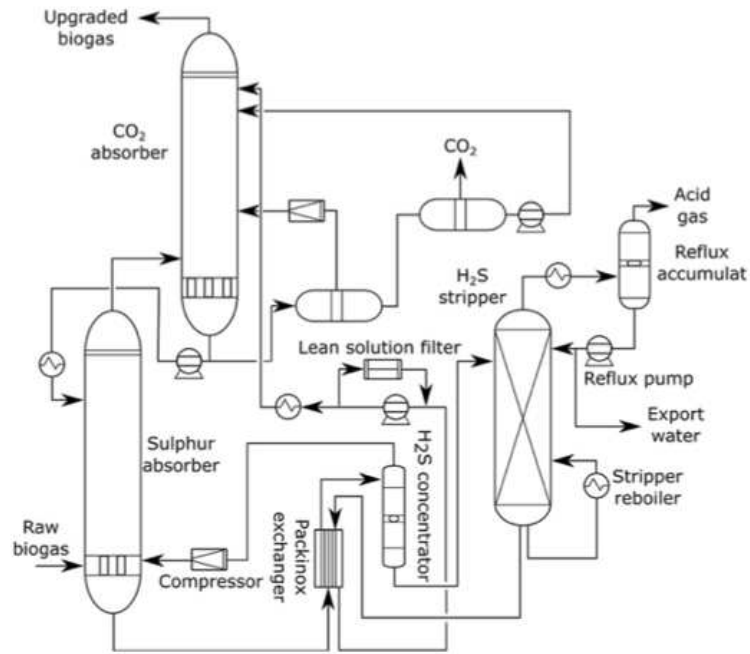 Upgraded
biogas
CO₂
absorber
CO₂
Acid
gas
Reflux
accumulat
H₂S
stripper
Lean solution filter
Reflux pump
Export
water
H₂S concentrator
Sulphur
absorber
Stripper
reboiler
Raw
biogas
Compressor
Packinox
exchanger